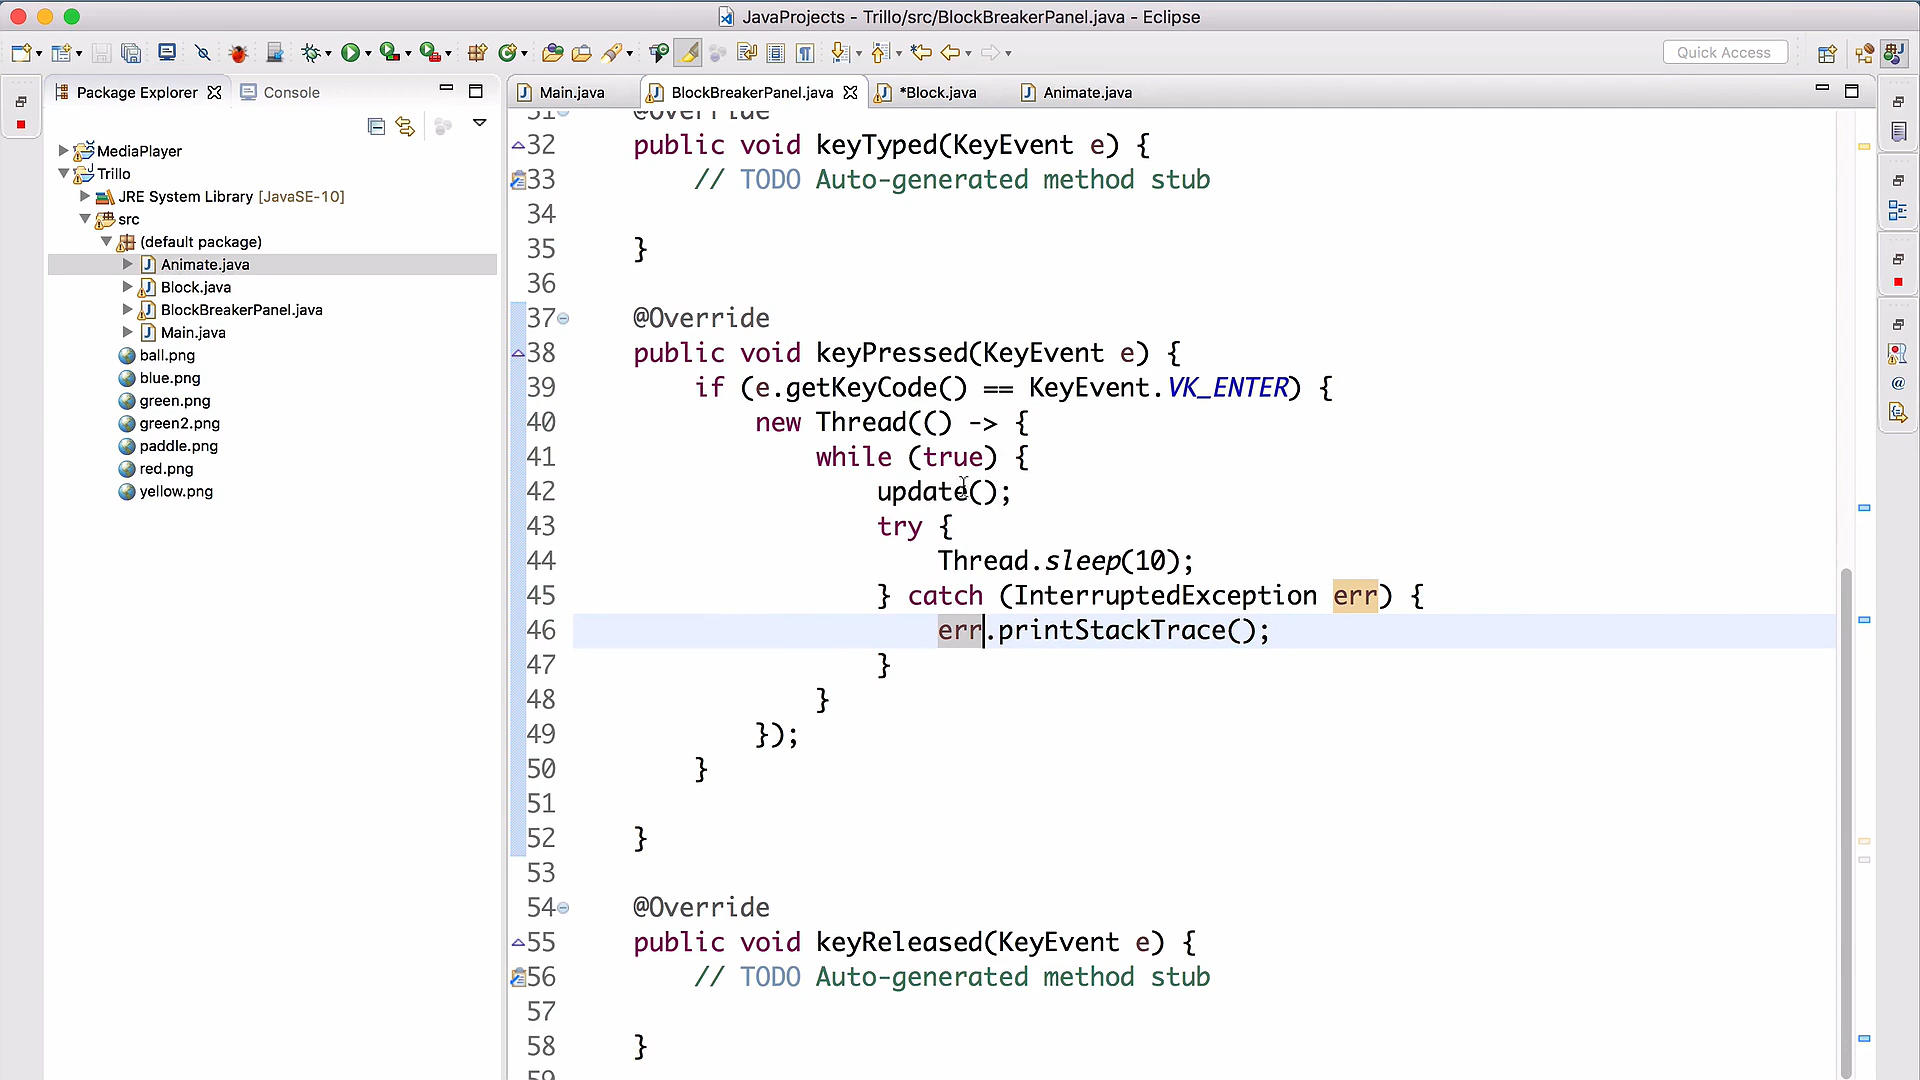 JavaProjects - Trillo/src/BlockBreakerPanel.java - Eclipse
Quick Access
Package Explorer
Console
Main.java
BlockBreakerPanel.java
*Block.java
Animate.java
MediaPlayer
Trillo
JRE System Library [JavaSE-10]
src
(default package)
Animate.java
Block.java
BlockBreakerPanel.java
Main.java
ball.png
blue.png
green.png
green2.png
paddle.png
red.png
yellow.png
31 @Override
32 public void keyTyped(KeyEvent e) {
33 // TODO Auto-generated method stub
34
35 }
36
37 @Override
38 public void keyPressed(KeyEvent e) {
39 if (e.getKeyCode() == KeyEvent.VK_ENTER) {
40 new Thread(() -> {
41 while (true) {
42 update();
43 try {
44 Thread.sleep(10);
45 } catch (InterruptedException err) {
46 err.printStackTrace();
47 }
48 }
49 });
50 }
51
52 }
53
54 @Override
55 public void keyReleased(KeyEvent e) {
56 // TODO Auto-generated method stub
57
58 }
59